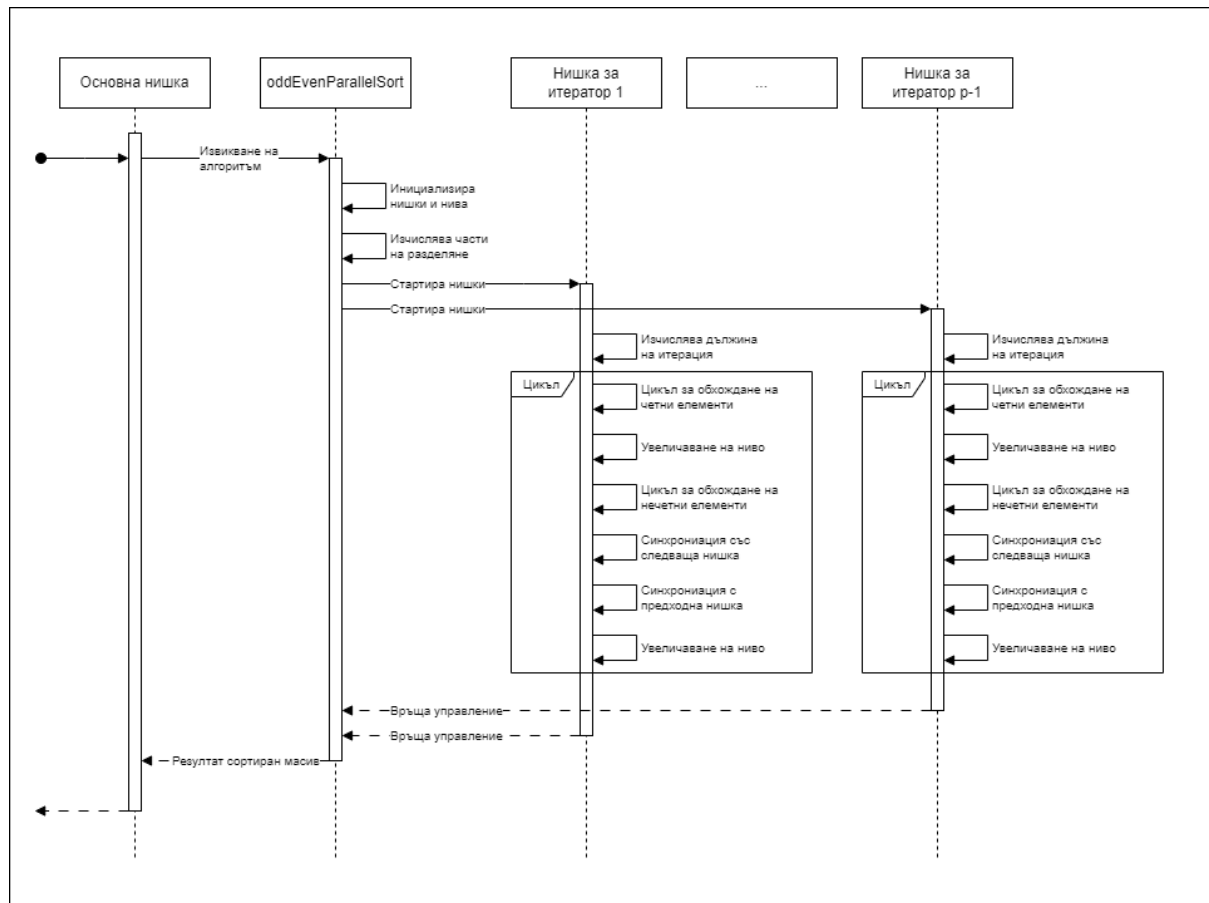 Основна нишка
oddEvenParallelSort
Нишка за
итератор 1
...
Нишка за
итератор p-1
Извикване на
алгоритъм
Инициализира
нишки и нива
Изчислява части
на разделяне
Стартира нишки
Стартира нишки
Изчислява дължина
на итерация
Изчислява дължина
на итерация
Цикъл
Цикъл за обхождане на
четни елементи
Увеличаване на ниво
Цикъл за обхождане на
нечетни елементи
Синхрониация със
следваща нишка
Синхрониация с
предходна нишка
Увеличаване на ниво
Цикъл
Цикъл за обхождане на
четни елементи
Увеличаване на ниво
Цикъл за обхождане на
нечетни елементи
Синхрониация със
следваща нишка
Синхрониация с
предходна нишка
Увеличаване на ниво
Връща управление
Връща управление
Резултат сортиран масив